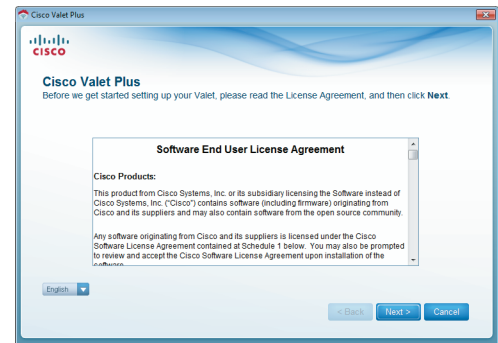 Cisco Valet Plus
CISCO
Cisco Valet Plus
Before we get started setting up your Valet, please read the License Agreement, and then click Next.
Software End User License Agreement
Cisco Products:
This product from Cisco Systems, Inc. or its subsidiary licensing the Software instead of
Cisco Systems, Inc. ("Cisco") contains software (including firmware) originating from
Cisco and its suppliers and may also contain software from the open source community.
Any software originating from Cisco and its suppliers is licensed under the Cisco
Software License Agreement contained at Schedule 1 below. You may also be prompted
to review and accept the Cisco Software License Agreement upon installation of the
software.
English
< Back
Next >
Cancel